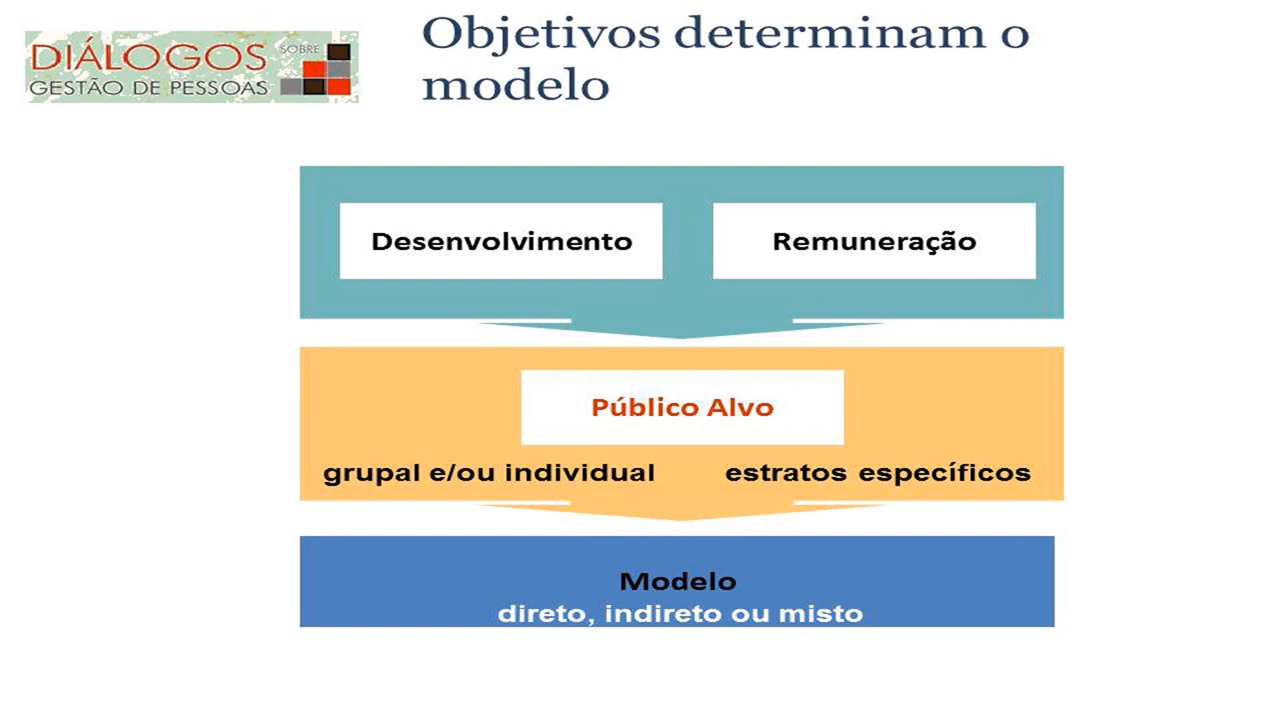 DIÁLOGOS SOBRE
GESTÃO DE PESSOAS
Objetivos determinam o
modelo
Desenvolvimento
Remuneração
Público Alvo
grupal e/ou individual
estratos específicos
Modelo
direto, indireto ou misto